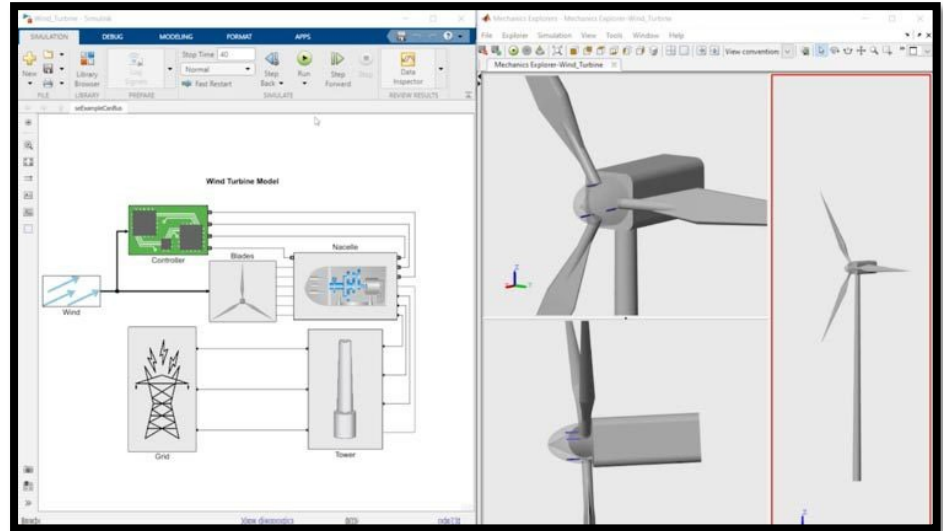 Wind_Turbine - Simulink
SIMULATION DEBUG MODELING FORMAT APPS
New
Library Browser
Stop Time 40
Normal
Fast Restart
Step Back
Run
Step Forward
Stop
Data Inspector
FILE LIBRARY PREPARE SIMULATE REVIEW RESULTS
Wind Turbine Model
Controller
Blades
Nacelle
Wind
Grid
Tower
Ready View diagnostics 80%
Mechanics Explorers - Mechanics Explorer-Wind_Turbine
File Explorer Simulation View Tools Window Help
View convention:
Mechanics Explorer-Wind_Turbine
z